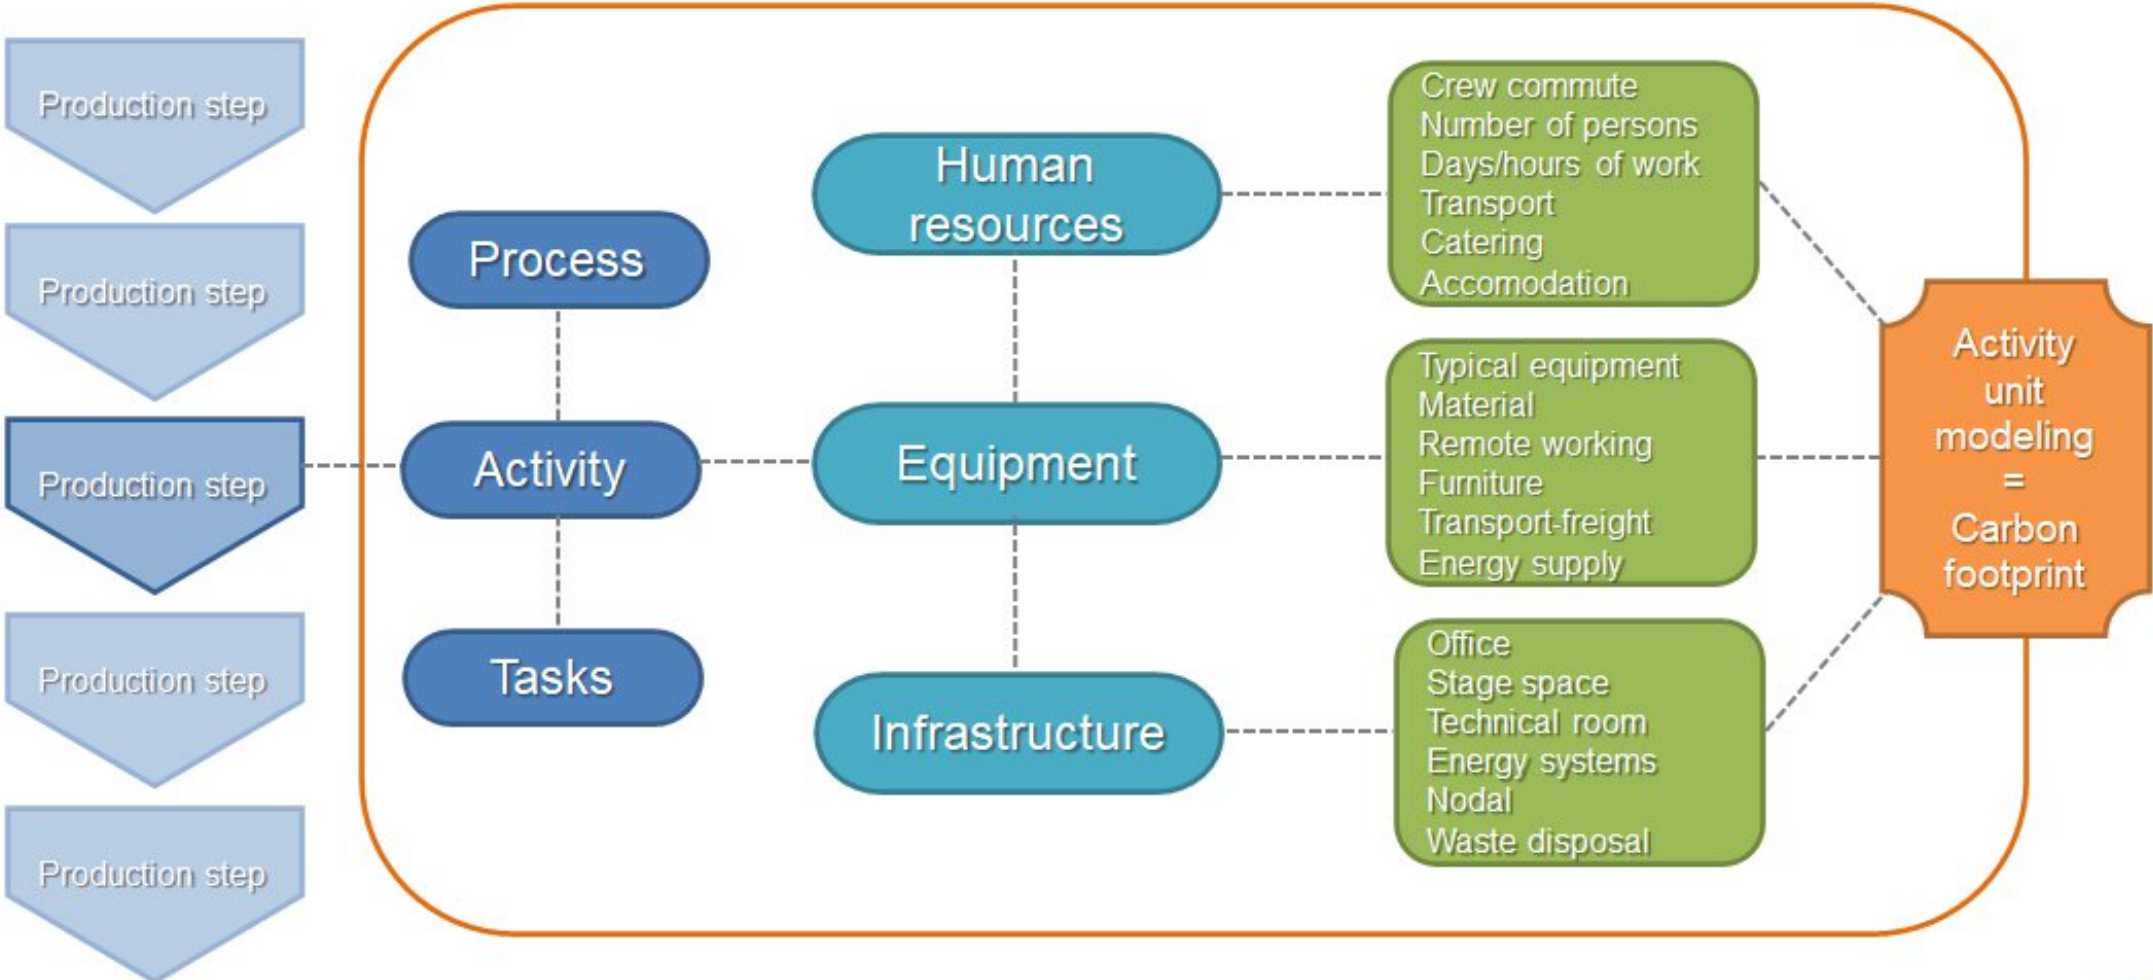 Production step
Production step
Production step
Production step
Production step
Process
Activity
Tasks
Human
resources
Equipment
Infrastructure
Crew commute
Number of persons
Days/hours of work
Transport
Catering
Accomodation
Typical equipment
Material
Remote working
Furniture
Transport-freight
Energy supply
Office
Stage space
Technical room
Energy systems
Nodal
Waste disposal
Activity
unit
modeling
=
Carbon
footprint